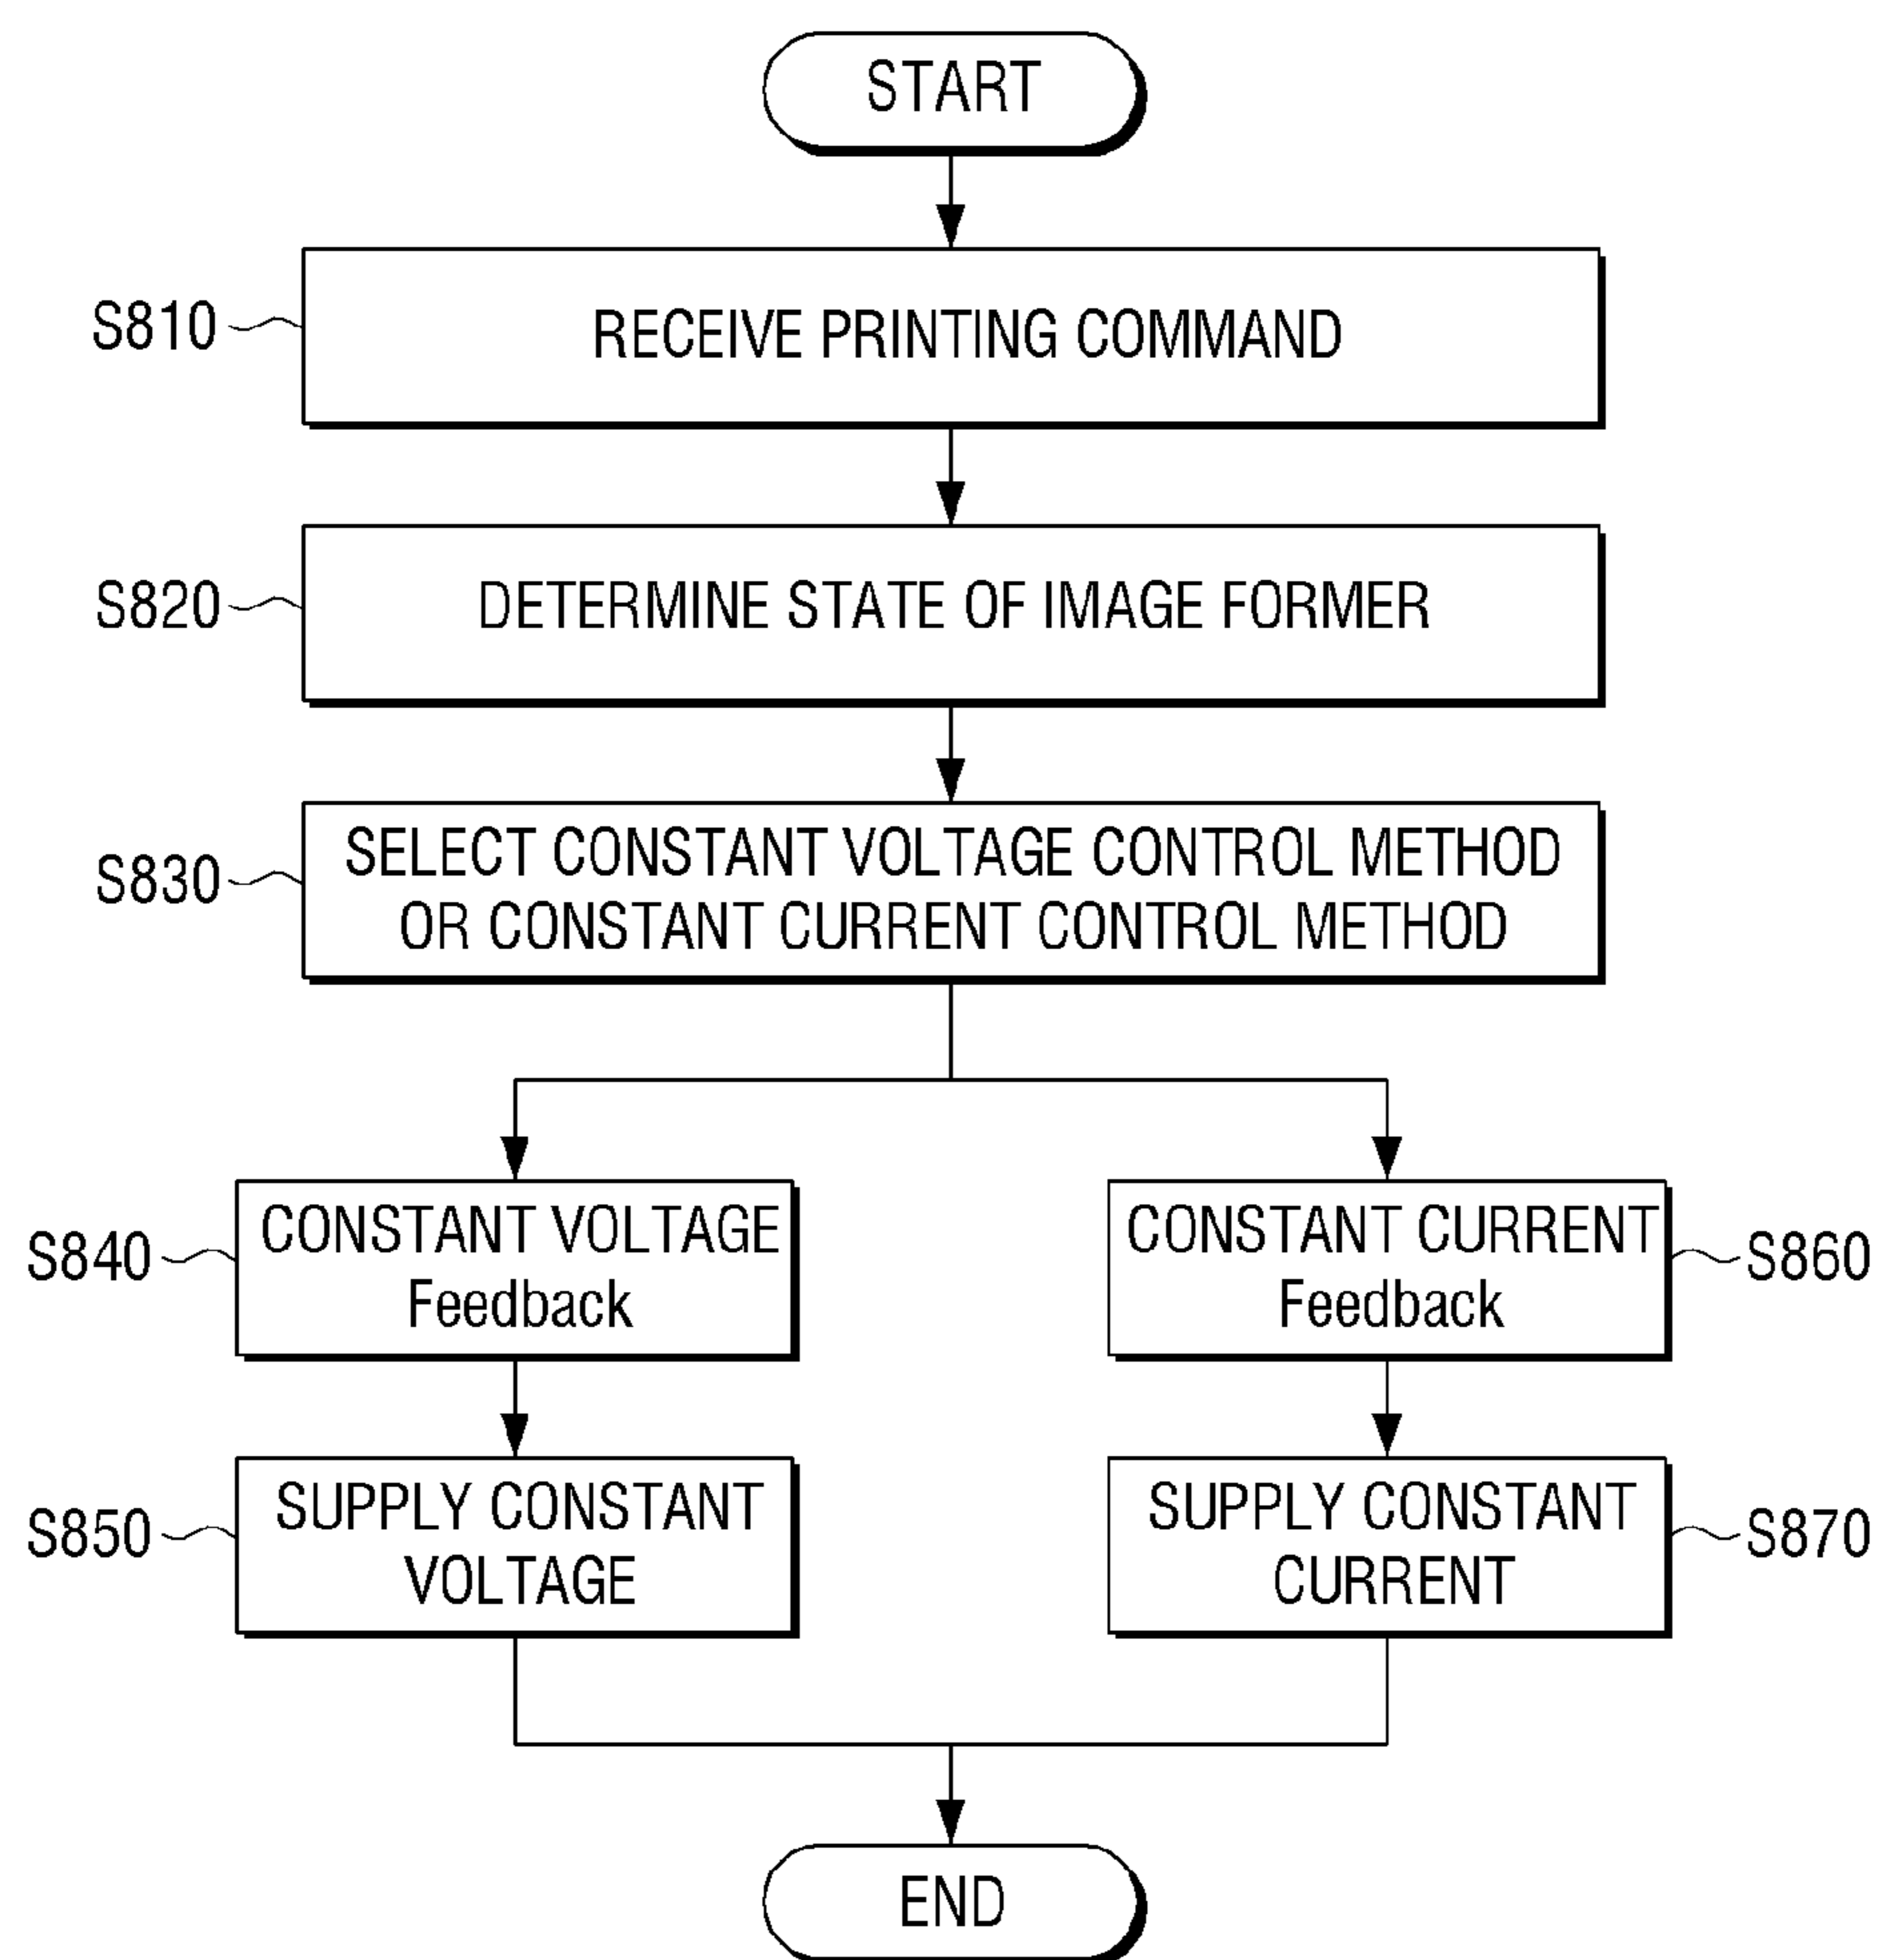 START
S810
RECEIVE PRINTING COMMAND
S820
DETERMINE STATE OF IMAGE FORMER
S830
SELECT CONSTANT VOLTAGE CONTROL METHOD
OR CONSTANT CURRENT CONTROL METHOD
S840
CONSTANT VOLTAGE
Feedback
CONSTANT CURRENT
Feedback
S860
S850
SUPPLY CONSTANT
VOLTAGE
SUPPLY CONSTANT
CURRENT
S870
END